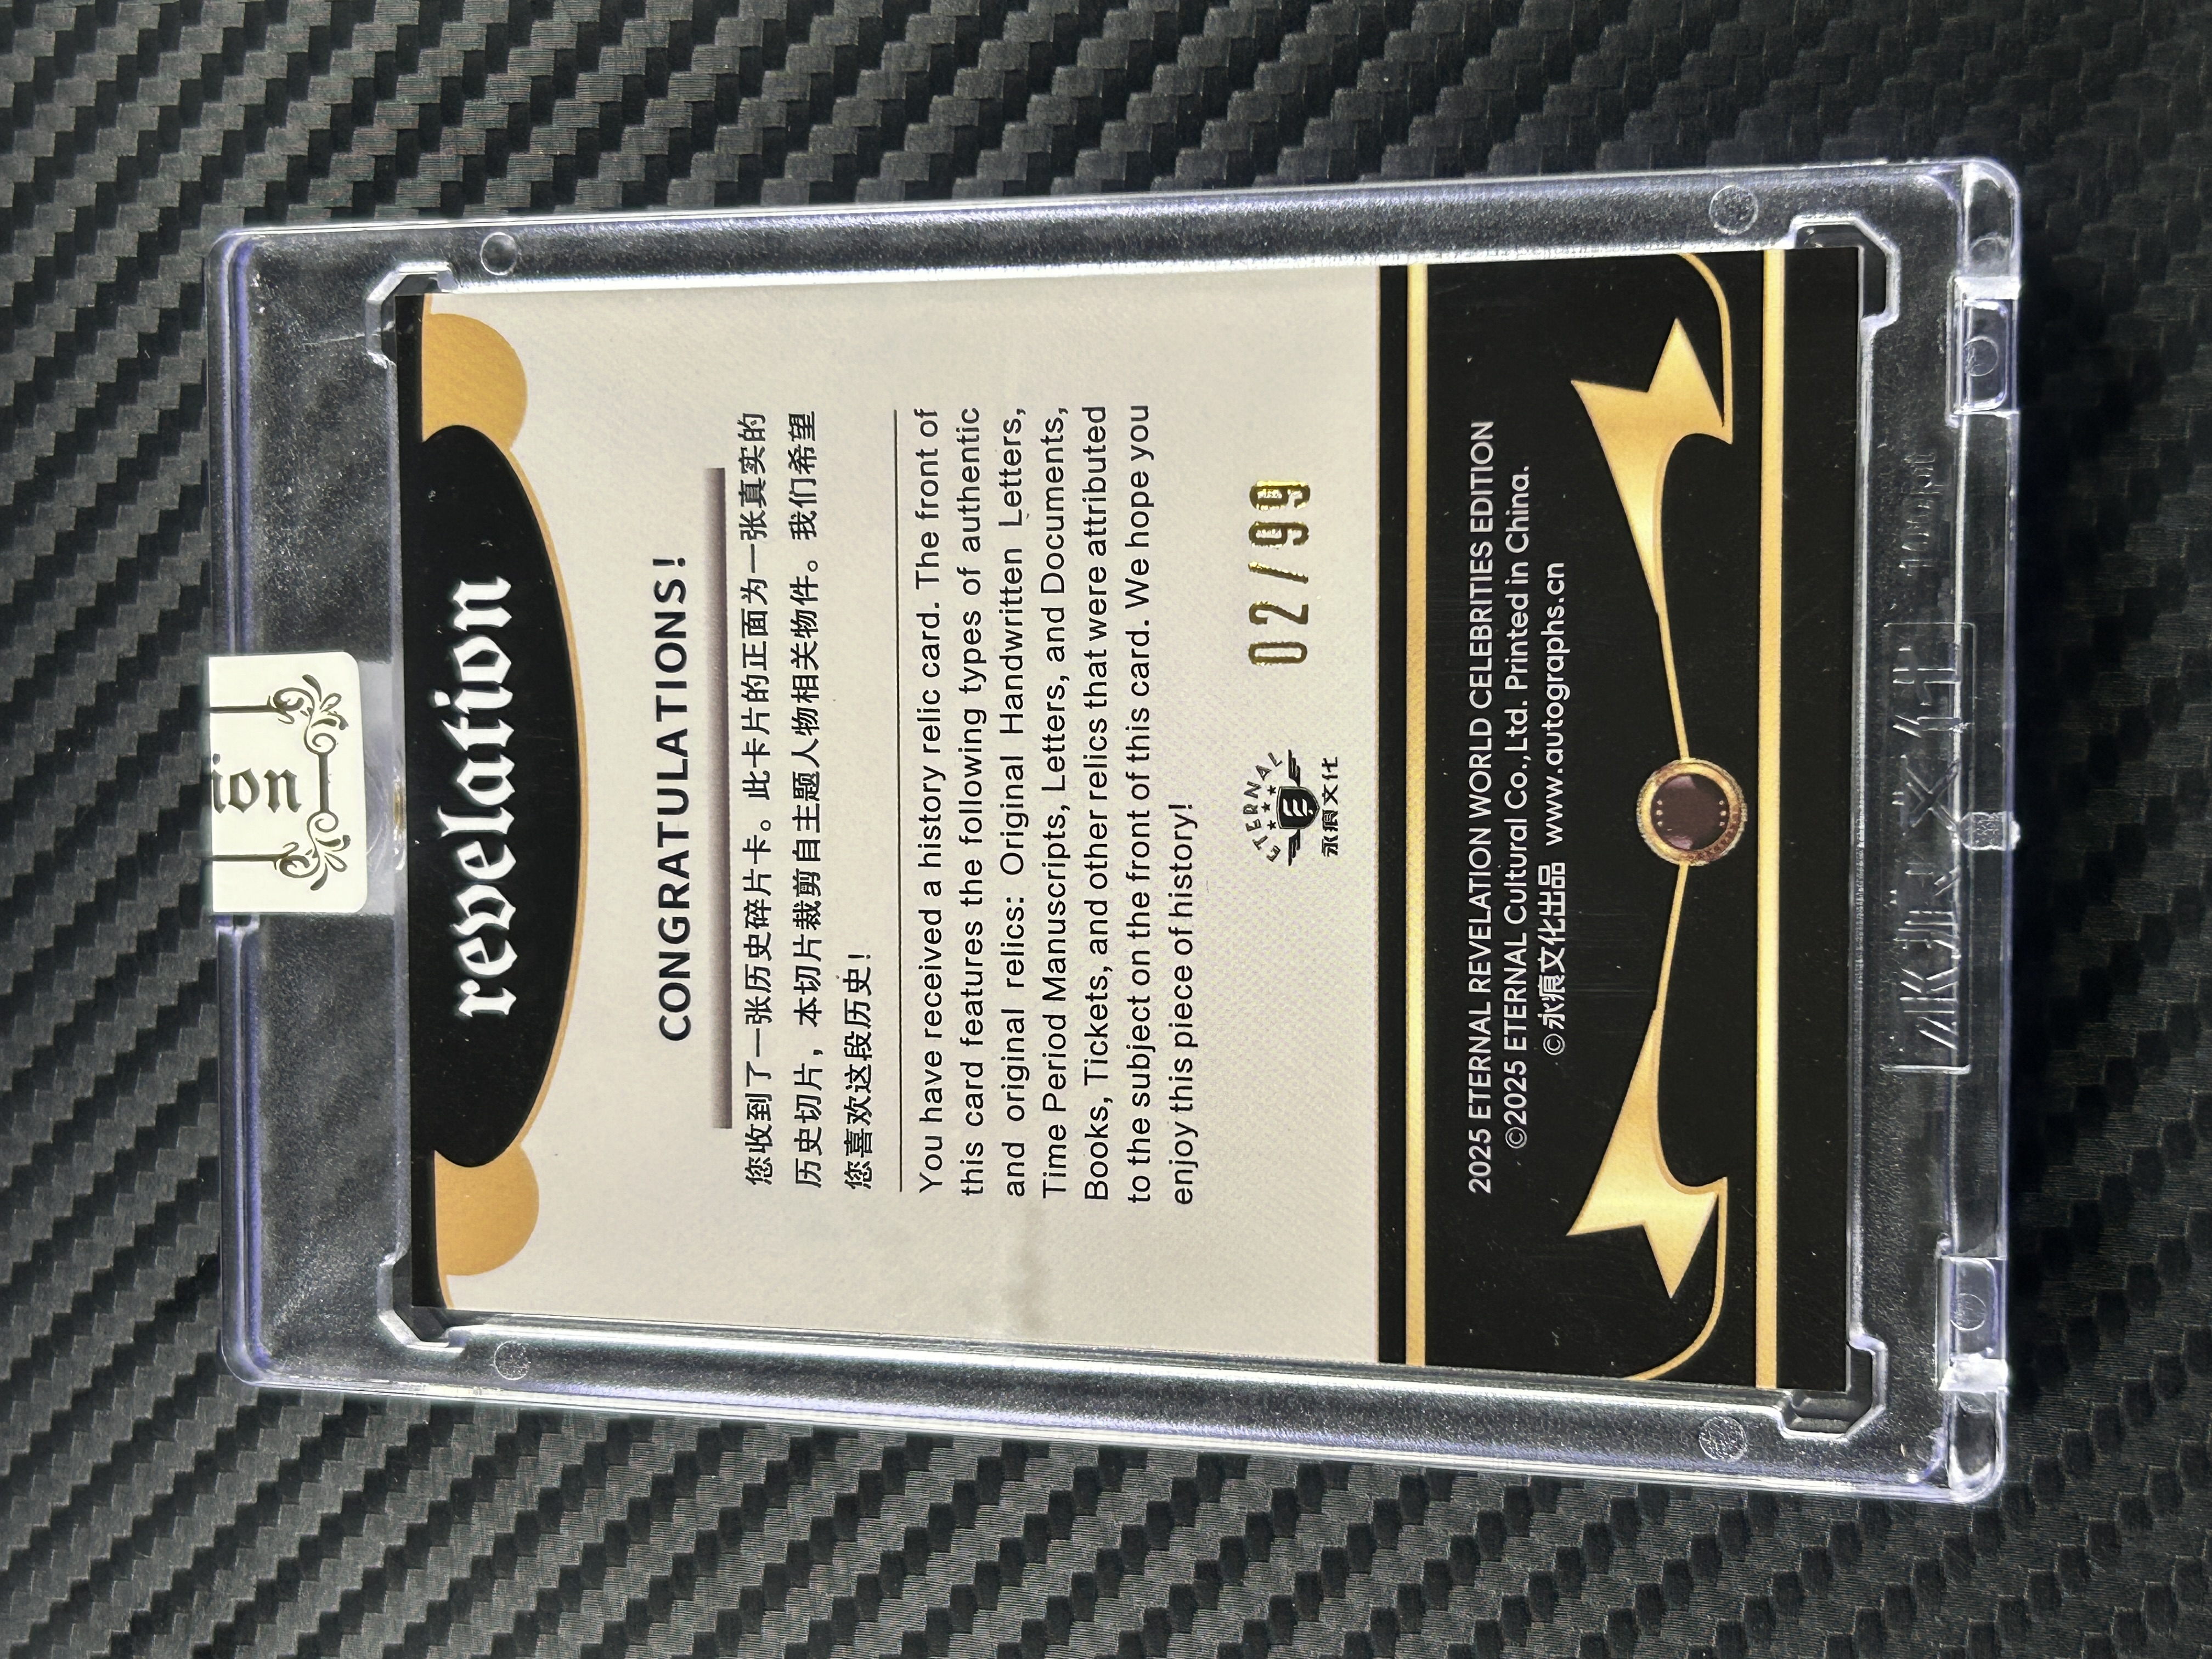 ion
revelation
CONGRATULATIONS!
您收到了一张历史碎片卡。此卡片的正面为一张真实的
历史切片，本切片裁剪自主题人物相关物件。我们希望
您喜欢这段历史！
You have received a history relic card. The front of
this card features the following types of authentic
and original relics: Original Handwritten Letters,
Time Period Manuscripts, Letters, and Documents,
Books, Tickets, and other relics that were attributed
to the subject on the front of this card. We hope you
enjoy this piece of history!
02/99
ETERNAL
永痕文化
2025 ETERNAL REVELATION WORLD CELEBRITIES EDITION
©2025 ETERNAL Cultural Co.,Ltd. Printed in China.
©永痕文化出品 www.autographs.cn
100pt